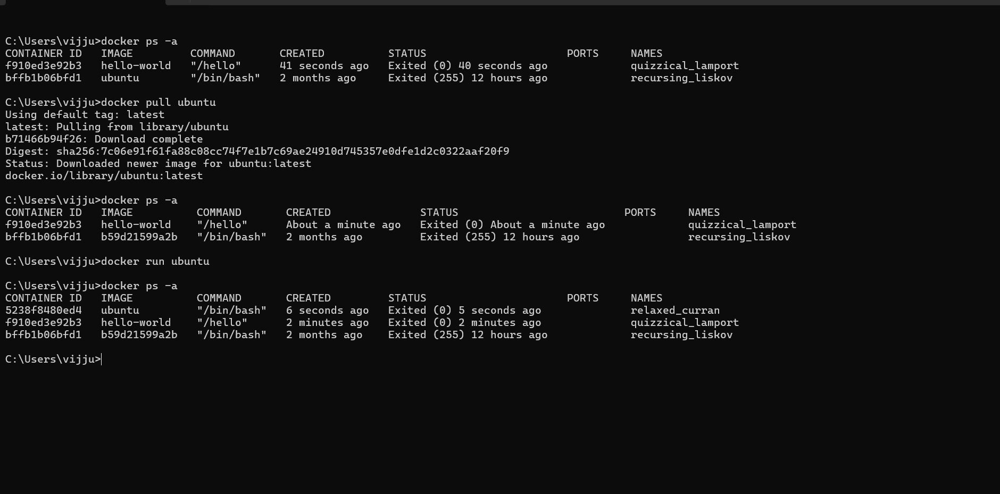 C:\Users\vijju>docker ps -a
CONTAINER ID   IMAGE         COMMAND       CREATED          STATUS                      PORTS     NAMES
f910ed3e92b3   hello-world   "/hello"      41 seconds ago   Exited (0) 40 seconds ago             quizzical_lamport
bffb1b06bfd1   ubuntu        "/bin/bash"   2 months ago     Exited (255) 12 hours ago             recursing_liskov
C:\Users\vijju>docker pull ubuntu
Using default tag: latest
latest: Pulling from library/ubuntu
b71466b94f26: Download complete
Digest: sha256:7c06e91f61fa88c08cc74f7e1b7c69ae24910d745357e0dfe1d2c0322aaf20f9
Status: Downloaded newer image for ubuntu:latest
docker.io/library/ubuntu:latest
C:\Users\vijju>docker ps -a
CONTAINER ID   IMAGE          COMMAND       CREATED              STATUS                          PORTS     NAMES
f910ed3e92b3   hello-world    "/hello"      About a minute ago   Exited (0) About a minute ago             quizzical_lamport
bffb1b06bfd1   b59d21599a2b   "/bin/bash"   2 months ago         Exited (255) 12 hours ago                 recursing_liskov
C:\Users\vijju>docker run ubuntu
C:\Users\vijju>docker ps -a
CONTAINER ID   IMAGE          COMMAND       CREATED         STATUS                      PORTS     NAMES
5238f8480ed4   ubuntu         "/bin/bash"   6 seconds ago   Exited (0) 5 seconds ago              relaxed_curran
f910ed3e92b3   hello-world    "/hello"      2 minutes ago   Exited (0) 2 minutes ago              quizzical_lamport
bffb1b06bfd1   b59d21599a2b   "/bin/bash"   2 months ago    Exited (255) 12 hours ago             recursing_liskov
C:\Users\vijju>